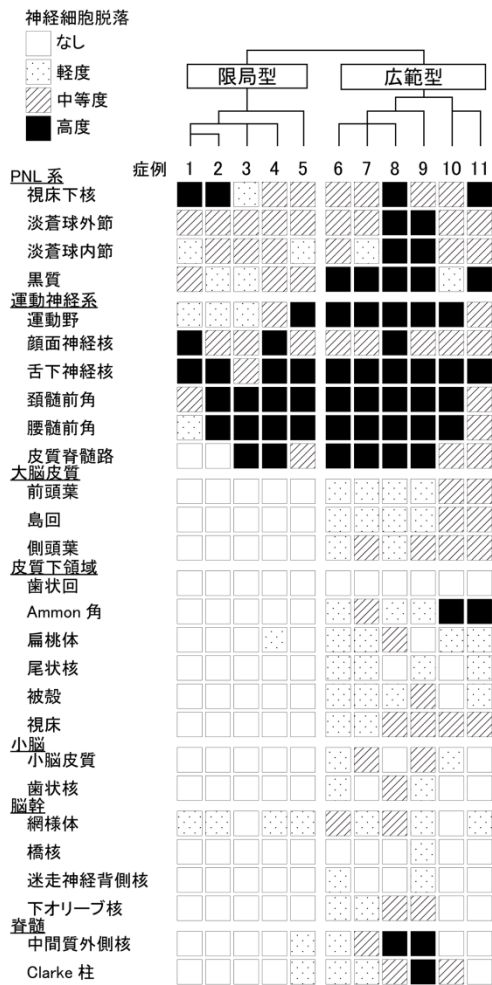 神経細胞脱落
なし
軽度
中等度
高度
限局型 広範型
症例 1 2 3 4 5 6 7 8 9 10 11
PNL 系
視床下核
淡蒼球外節
淡蒼球内節
黒質
運動神経系
運動野
顔面神経核
舌下神経核
頚髄前角
腰髄前角
皮質脊髄路
大脳皮質
前頭葉
島回
側頭葉
皮質下領域
歯状回
Ammon 角
扁桃体
尾状核
被殻
視床
小脳
小脳皮質
歯状核
脳幹
網様体
橋核
迷走神経背側核
下オリーブ核
脊髄
中間質外側核
Clarke 柱